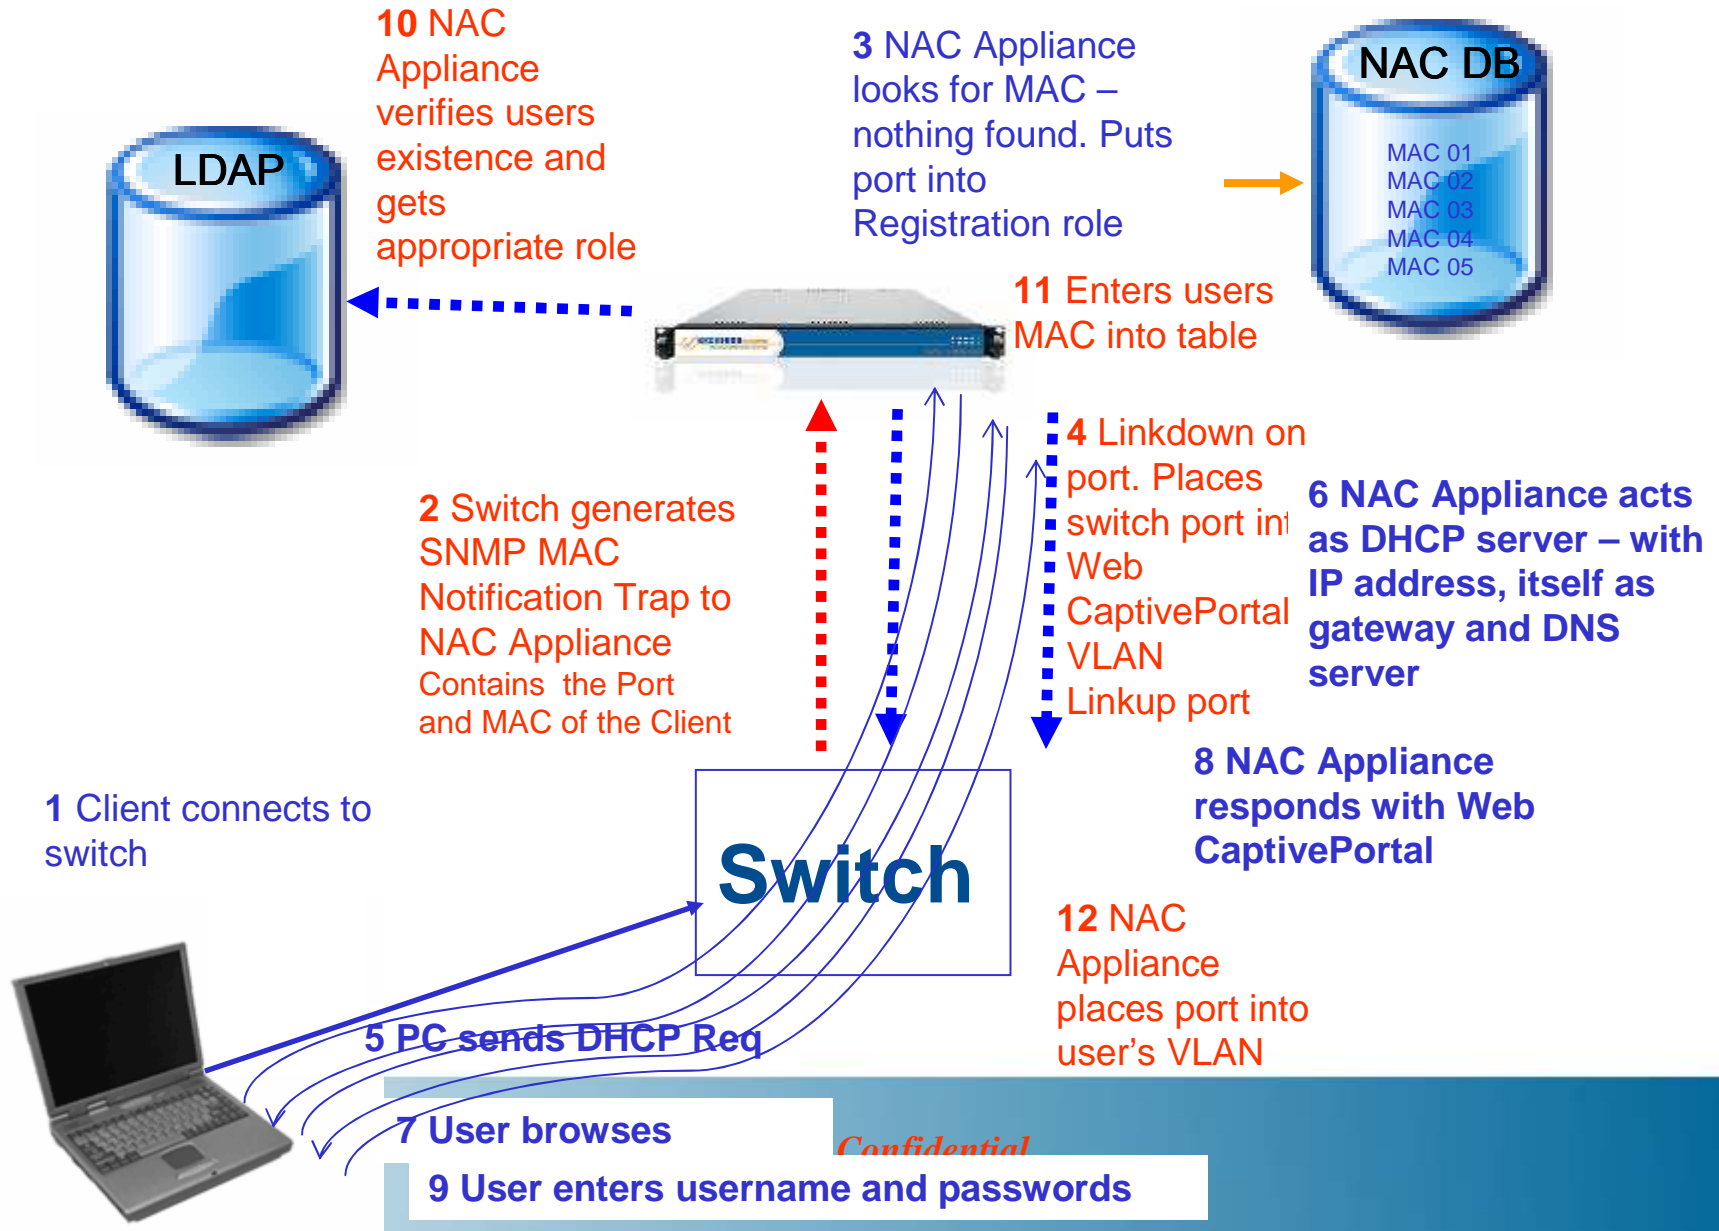 10 NAC
Appliance
verifies users
existence and
gets
appropriate role
3 NAC Appliance
looks for MAC –
nothing found. Puts
port into
Registration role
NAC DB
MAC 01
MAC 02
MAC 03
MAC 04
MAC 05
LDAP
11 Enters users
MAC into table
2 Switch generates
SNMP MAC
Notification Trap to
NAC Appliance
Contains the Port
and MAC of the Client
4 Linkdown on
port. Places
switch port int
Web
CaptivePortal
VLAN
Linkup port
6 NAC Appliance acts
as DHCP server – with
IP address, itself as
gateway and DNS
server
1 Client connects to
switch
Switch
8 NAC Appliance
responds with Web
CaptivePortal
12 NAC
Appliance
places port into
user's VLAN
5 PC sends DHCP Req
7 User browses
Confidential
9 User enters username and passwords